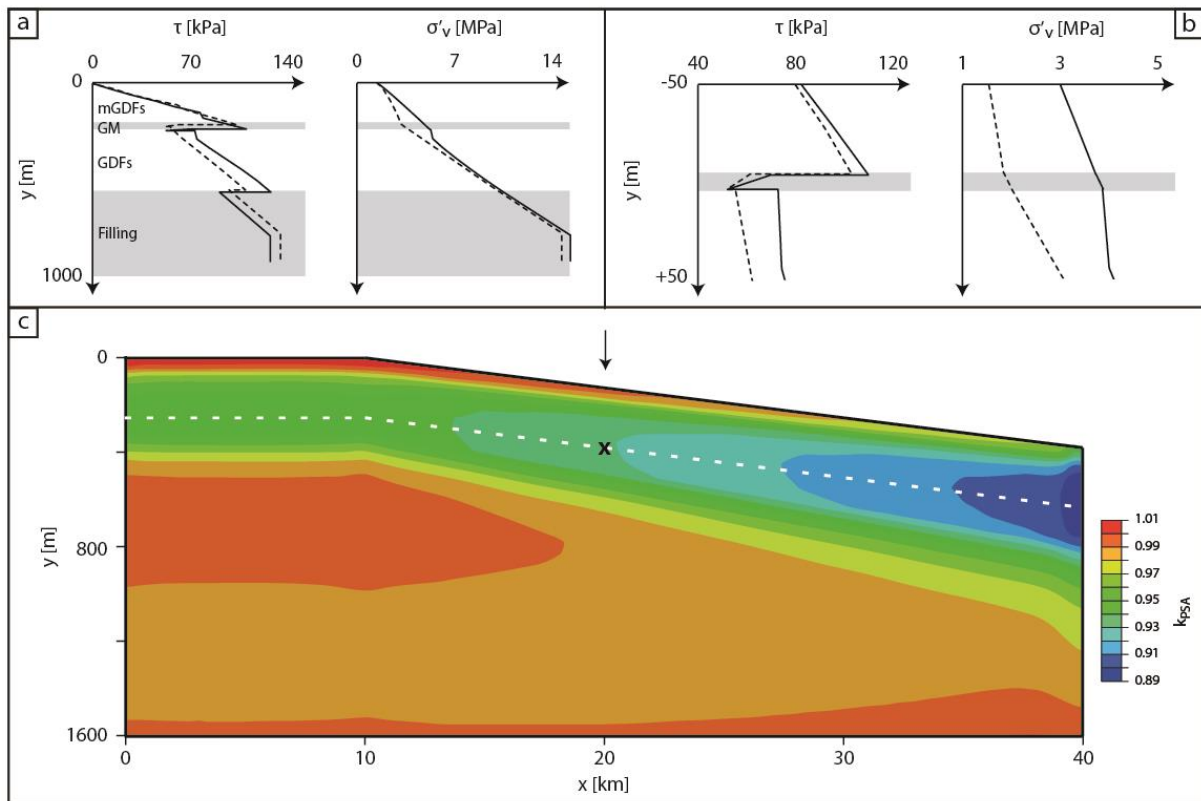 a
τ [kPa]
0 70 140
σ'v [MPa]
0 7 14
0
mGDFs
GM
GDFs
y [m]
Filling
1000
b
τ [kPa]
40 80 120
σ'v [MPa]
1 3 5
-50
y [m]
+50
c
0
y [m]
800
1600
x
0 10 20 30 40
x [km]
1.01
0.99
0.97
0.95
0.93
0.91
0.89
kPSA